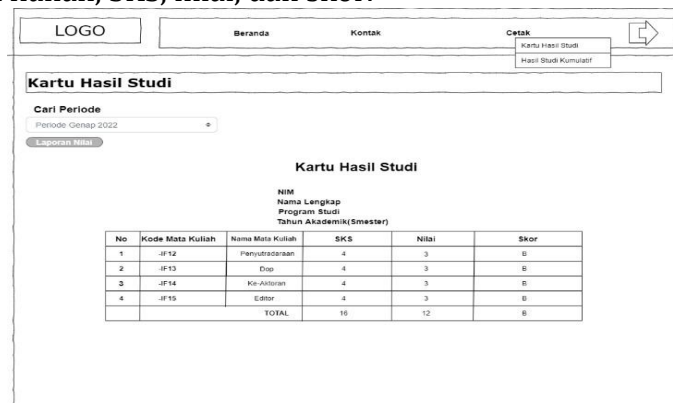 LOGO
Beranda Kontak Cetak
Kartu Hasil Studi
Hasil Studi Kumulatif
Kartu Hasil Studi
Cari Periode
Periode Genap 2022
Laporan Nilai
Kartu Hasil Studi
NIM
Nama Lengkap
Program Studi
Tahun Akademik(Smester)
No Kode Mata Kuliah Nama Mata Kuliah SKS Nilai Skor
1 -IF12 Penyutradaraan 4 3 B
2 -IF13 Dop 4 3 B
3 -IF14 Ke-Aktoran 4 3 B
4 -IF15 Editor 4 3 B
TOTAL 16 12 B